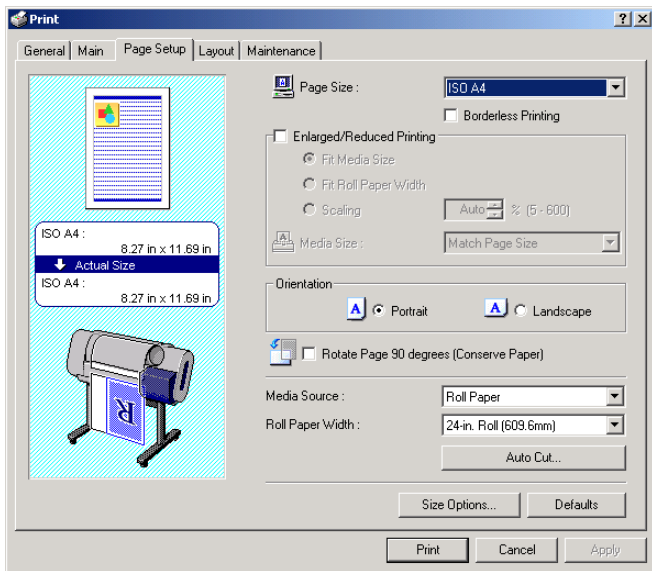 Print
General Main Page Setup Layout Maintenance
Page Size : ISO A4
Borderless Printing
Enlarged/Reduced Printing
Fit Media Size
Fit Roll Paper Width
Scaling Auto % (5 - 600)
Media Size : Match Page Size
ISO A4 :
8.27 in x 11.69 in
Actual Size
ISO A4 :
8.27 in x 11.69 in
Orientation
A Portrait A Landscape
Rotate Page 90 degrees (Conserve Paper)
Media Source : Roll Paper
Roll Paper Width : 24-in. Roll (609.6mm)
Auto Cut...
R
Size Options... Defaults
Print Cancel Apply